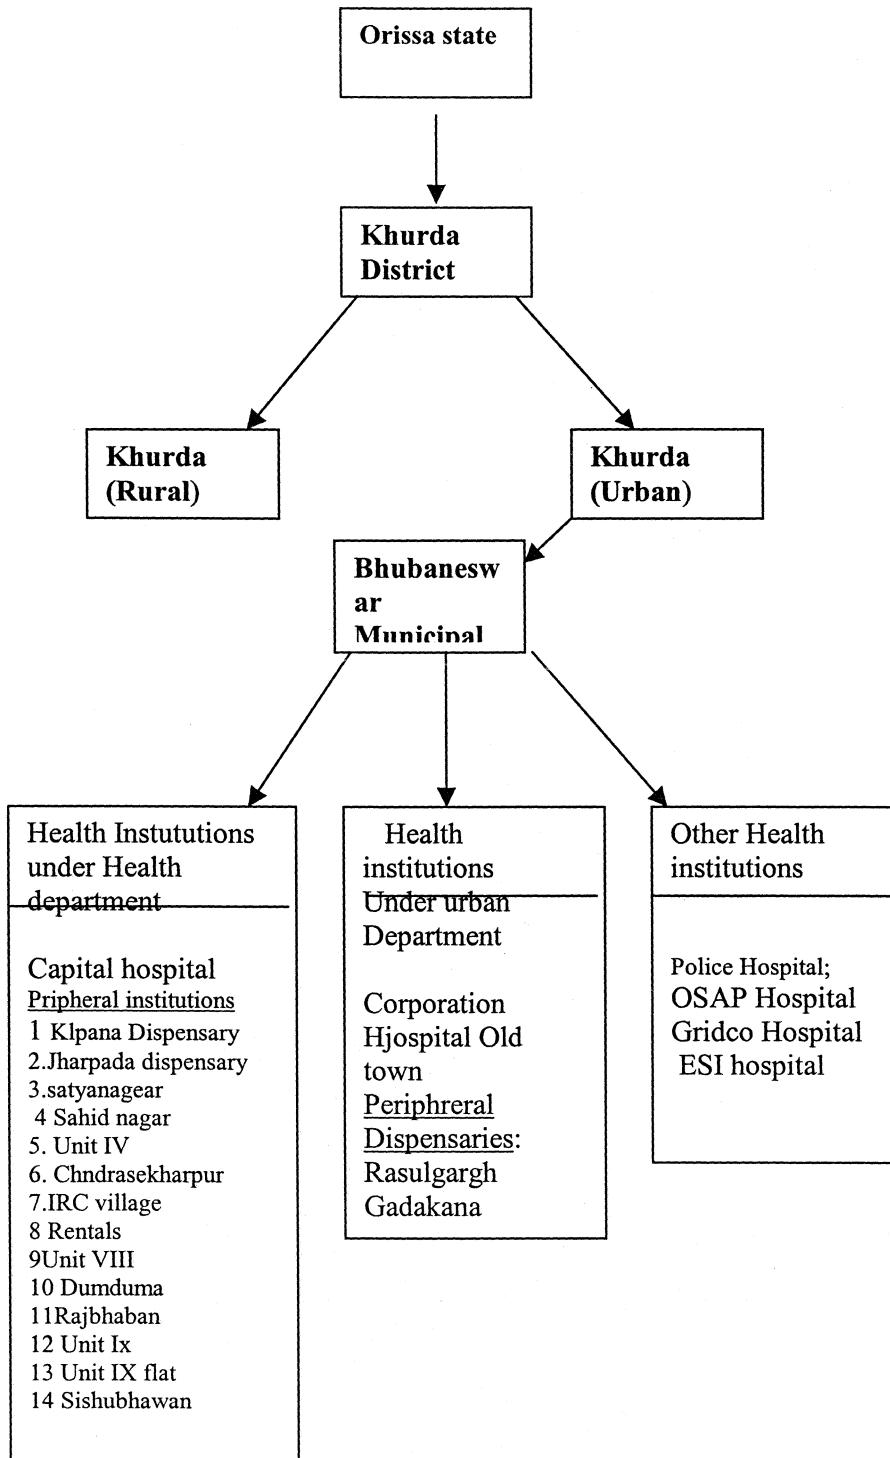 Orissa state
Khurda
District
Khurda
(Rural)
Khurda
(Urban)
Bhubanesw
ar
Municipal
Health Instututions
under Health
department
Capital hospital
Pripheral institutions
1 Klpana Dispensary
2.Jharpada dispensary
3.satyanagear
4 Sahid nagar
5. Unit IV
6. Chndrasekharpur
7.IRC village
8 Rentals
9Unit VIII
10 Dumduma
11Rajbhaban
12 Unit Ix
13 Unit IX flat
14 Sishubhawan
Health
institutions
Under urban
Department
Corporation
Hjospital Old
town
Periphreral
Dispensaries:
Rasulgargh
Gadakana
Other Health
institutions
Police Hospital;
OSAP Hospital
Gridco Hospital
ESI hospital